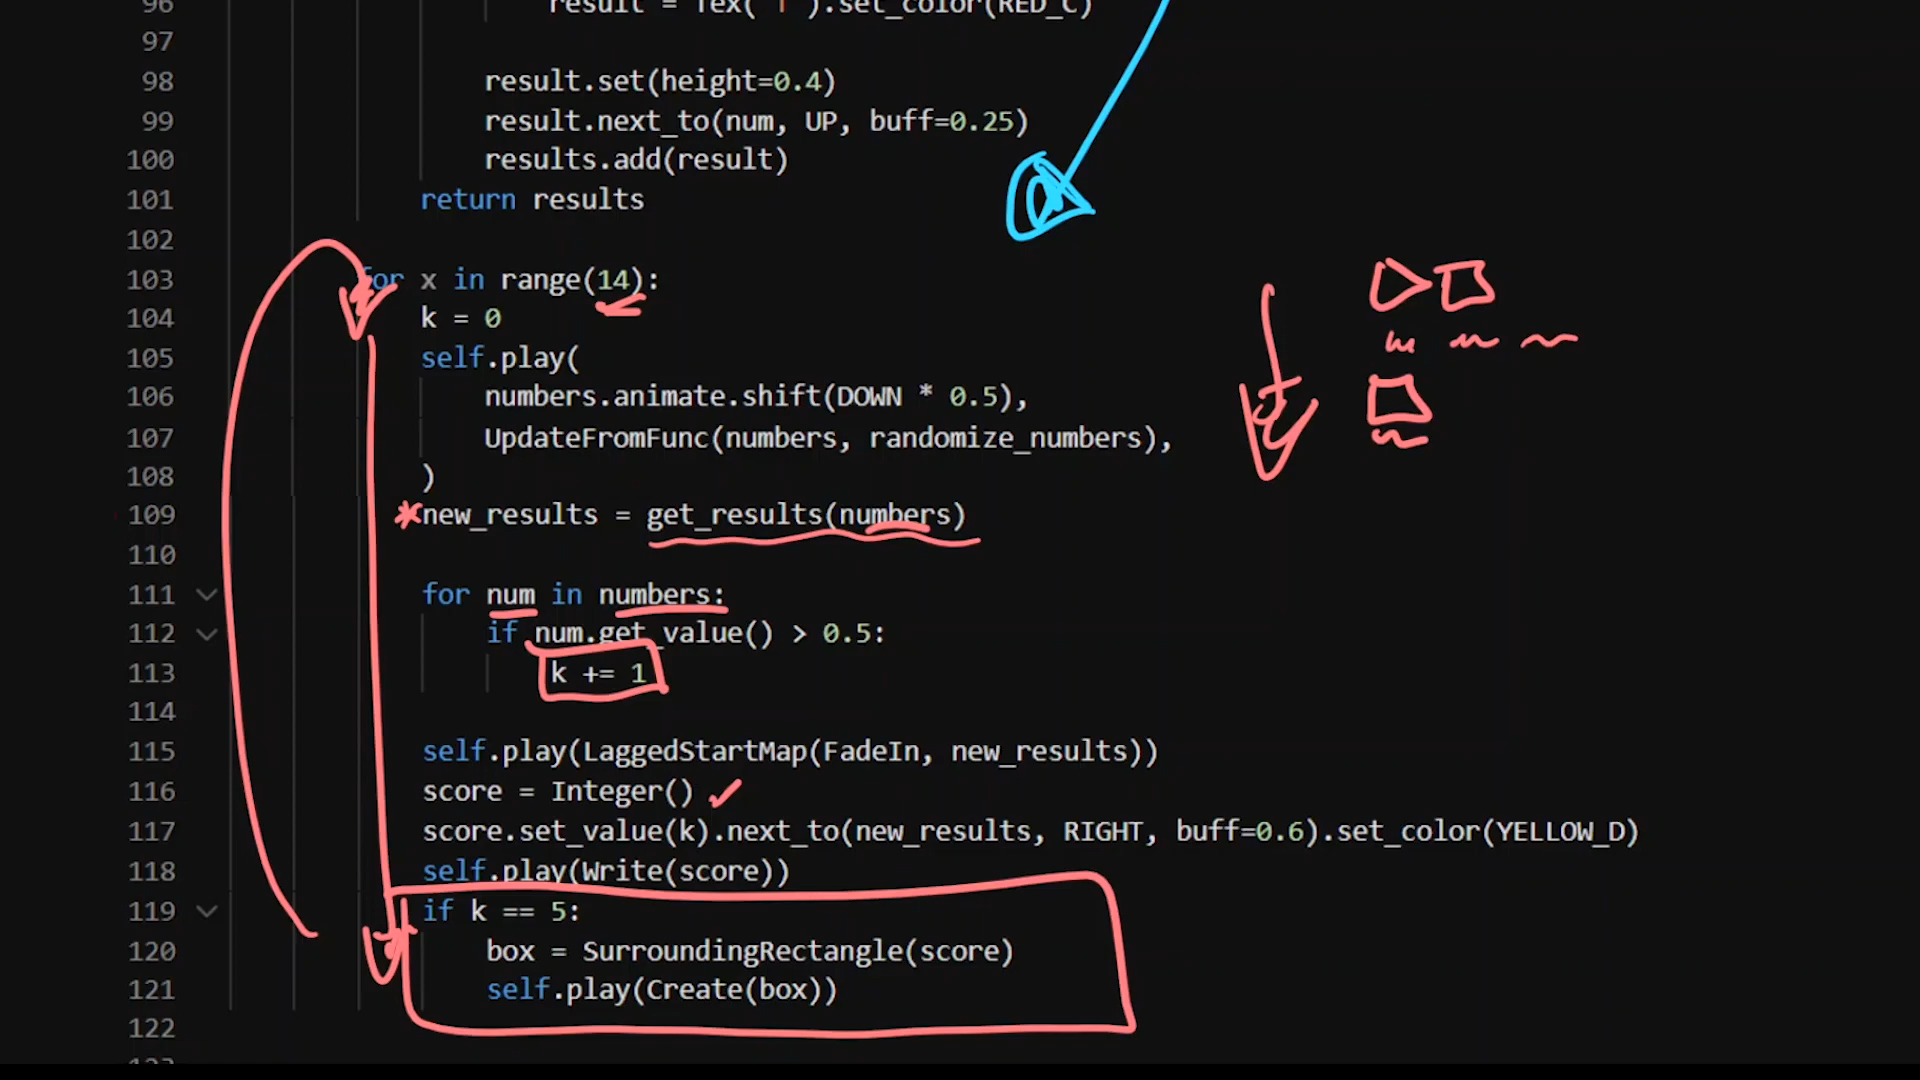 96 result = Tex("T").set_color(RED_C)
97
98 result.set(height=0.4)
99 result.next_to(num, UP, buff=0.25)
100 results.add(result)
101 return results
102
103 for x in range(14):
104 k = 0
105 self.play(
106 numbers.animate.shift(DOWN * 0.5),
107 UpdateFromFunc(numbers, randomize_numbers),
108 )
109 new_results = get_results(numbers)
110
111 for num in numbers:
112 if num.get_value() > 0.5:
113 k += 1
114
115 self.play(LaggedStartMap(FadeIn, new_results))
116 score = Integer()
117 score.set_value(k).next_to(new_results, RIGHT, buff=0.6).set_color(YELLOW_D)
118 self.play(Write(score))
119 if k == 5:
120 box = SurroundingRectangle(score)
121 self.play(Create(box))
122